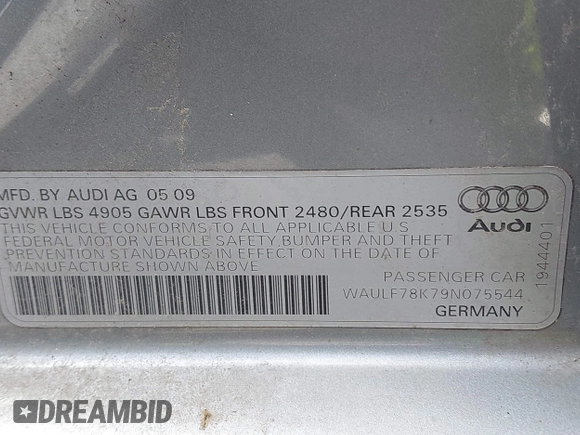 MFD. BY AUDI AG 05 09
GVWR LBS 4905 GAWR LBS FRONT 2480/REAR 2535
THIS VEHICLE CONFORMS TO ALL APPLICABLE U.S
FEDERAL MOTOR VEHICLE SAFETY, BUMPER AND THEFT
PREVENTION STANDARDS IN EFFECT ON THE DATE OF
MANUFACTURE SHOWN ABOVE
Audi
1944401
PASSENGER CAR
WAULF78K79N075544
GERMANY
DREAMBID